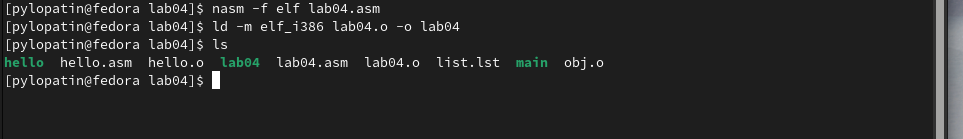 [pylopatin@fedora lab04]$ nasm -f elf lab04.asm
[pylopatin@fedora lab04]$ ld -m elf_i386 lab04.o -o lab04
[pylopatin@fedora lab04]$ ls
hello  hello.asm  hello.o  lab04  lab04.asm  lab04.o  list.lst  main  obj.o
[pylopatin@fedora lab04]$